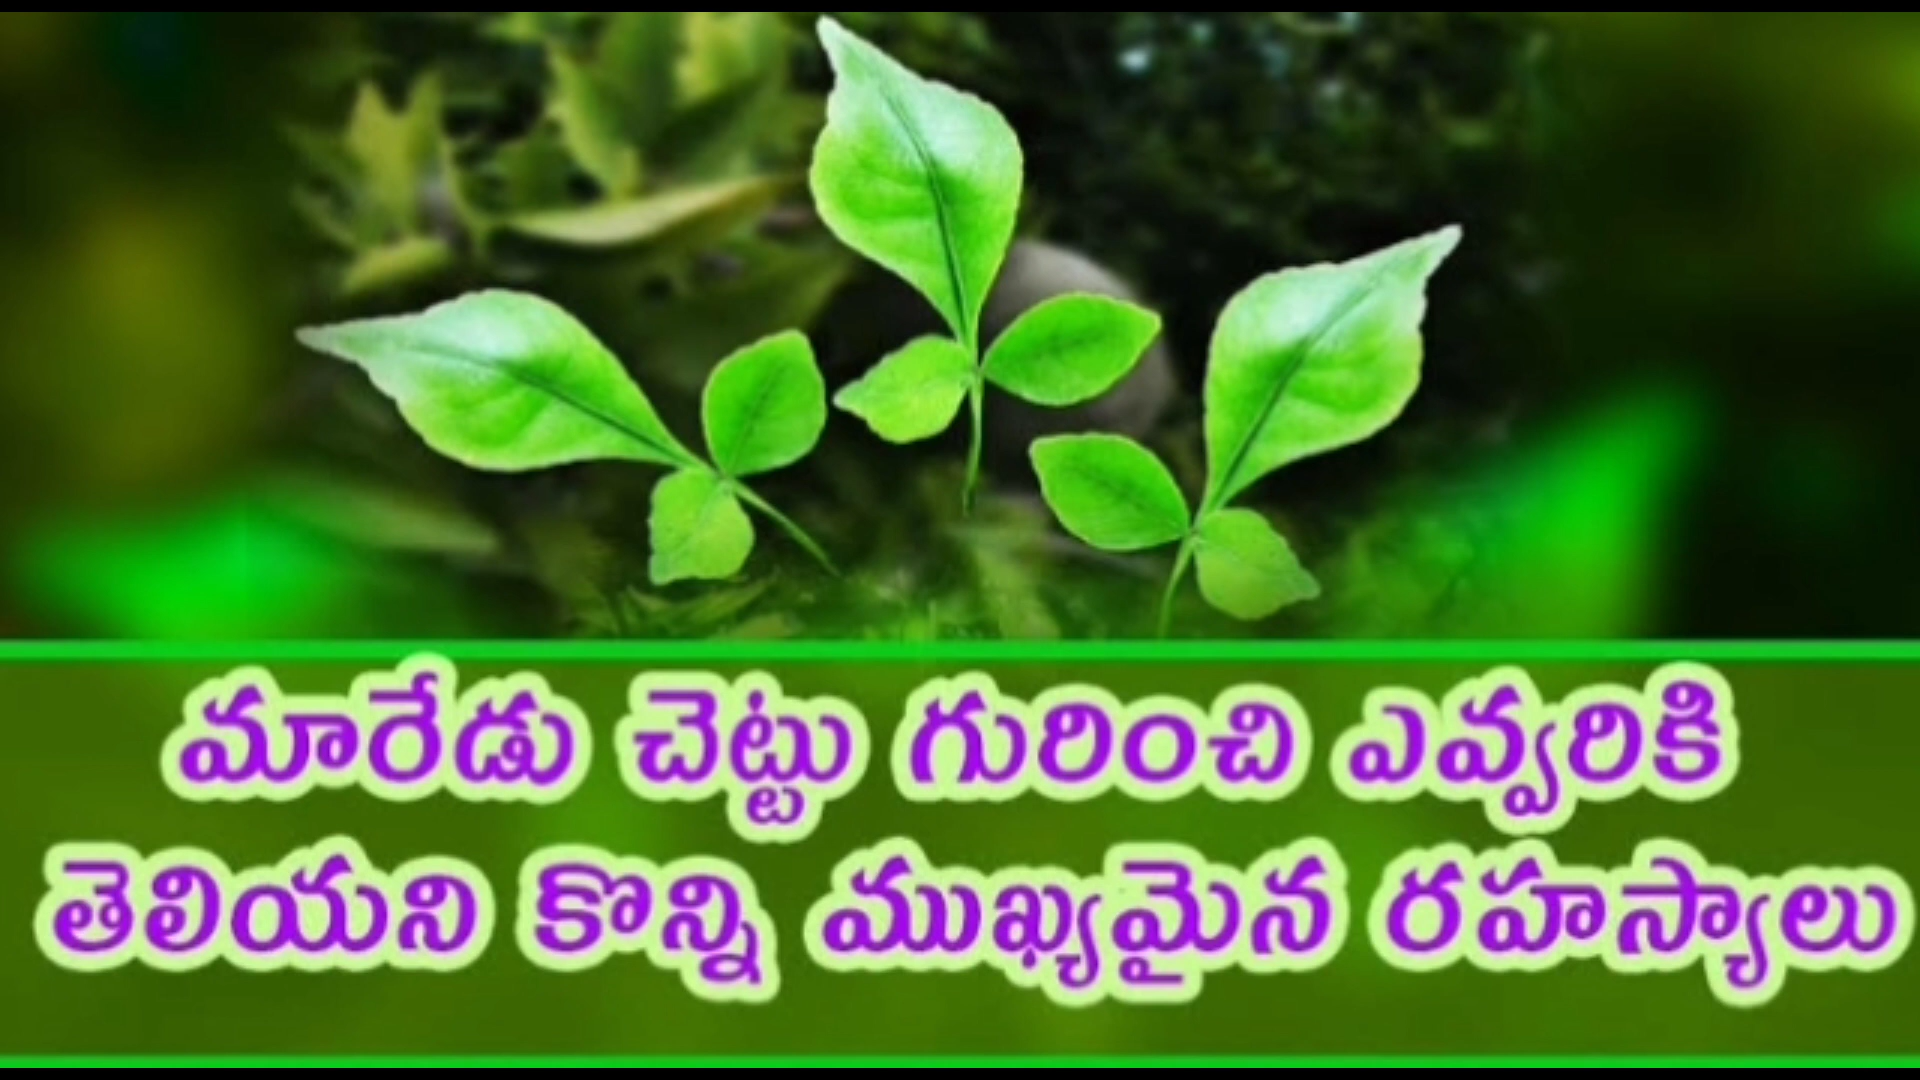 మారేడు చెట్టు గురించి ఎవ్వరికి
తెలియని కొన్ని ముఖ్యమైన రహస్యాలు